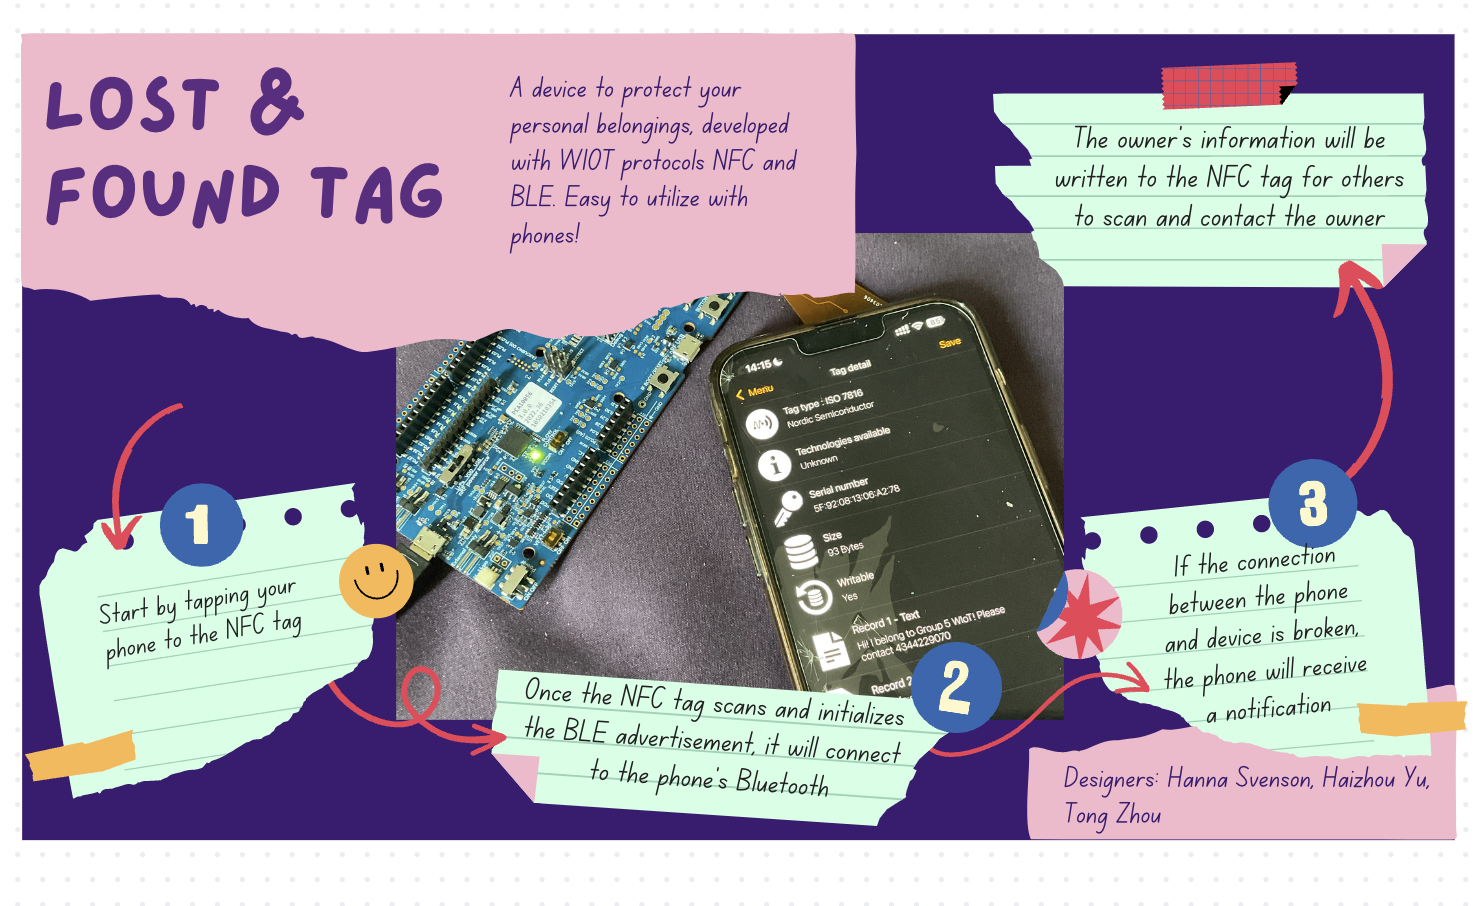 LOST &
FOUND TAG
A device to protect your
personal belongings, developed
with WIOT protocols NFC and
BLE. Easy to utilize with
phones!
The owner's information will be
written to the NFC tag for others
to scan and contact the owner
1
Start by tapping your
phone to the NFC tag
14:15
Menu
Tag detail
Save
Tag type : ISO 7816
Nordic Semiconductor
Technologies available
Unknown
Serial number
5F:92:08:13:06:A2:78
Size
93 Bytes
Writable
Yes
Record 1 - Text
Hi! I belong to Group 5 WIoT! Please
contact 4344229070
Record 2
2
Once the NFC tag scans and initializes
the BLE advertisement, it will connect
to the phone's Bluetooth
3
If the connection
between the phone
and device is broken,
the phone will receive
a notification
Designers: Hanna Svenson, Haizhou Yu,
Tong Zhou